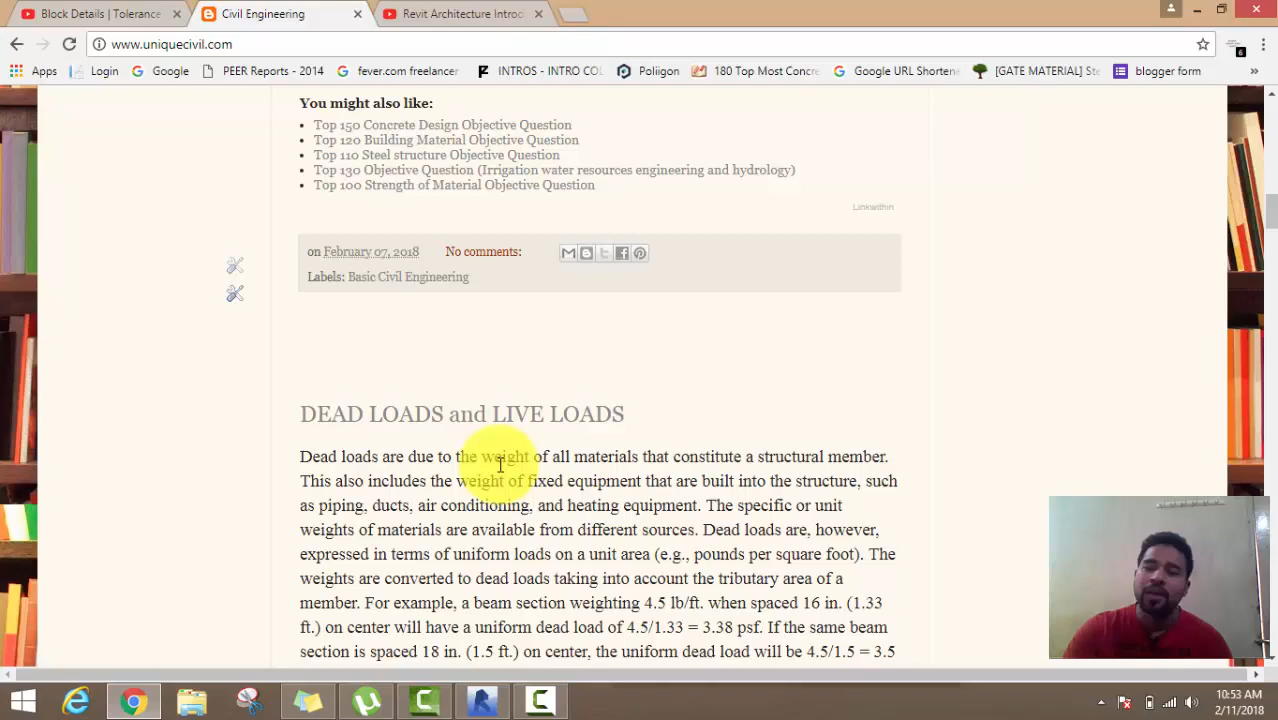 Block Details | Tolerance
Civil Engineering
Revit Architecture Introd
www.uniquecivil.com
6
Apps
Login
Google
PEER Reports - 2014
fever.com freelancer
INTROS - INTRO COL
Poliigon
180 Top Most Concre
Google URL Shortene
[GATE MATERIAL] Ste
blogger form
»
You might also like:
• Top 150 Concrete Design Objective Question
• Top 120 Building Material Objective Question
• Top 110 Steel structure Objective Question
• Top 130 Objective Question (Irrigation water resources engineering and hydrology)
• Top 100 Strength of Material Objective Question
Linkwithin
on February 07, 2018 No comments:
Labels: Basic Civil Engineering
DEAD LOADS and LIVE LOADS
Dead loads are due to the weight of all materials that constitute a structural member.
This also includes the weight of fixed equipment that are built into the structure, such
as piping, ducts, air conditioning, and heating equipment. The specific or unit
weights of materials are available from different sources. Dead loads are, however,
expressed in terms of uniform loads on a unit area (e.g., pounds per square foot). The
weights are converted to dead loads taking into account the tributary area of a
member. For example, a beam section weighting 4.5 lb/ft. when spaced 16 in. (1.33
ft.) on center will have a uniform dead load of 4.5/1.33 = 3.38 psf. If the same beam
section is spaced 18 in. (1.5 ft.) on center, the uniform dead load will be 4.5/1.5 = 3.5
10:53 AM
2/11/2018